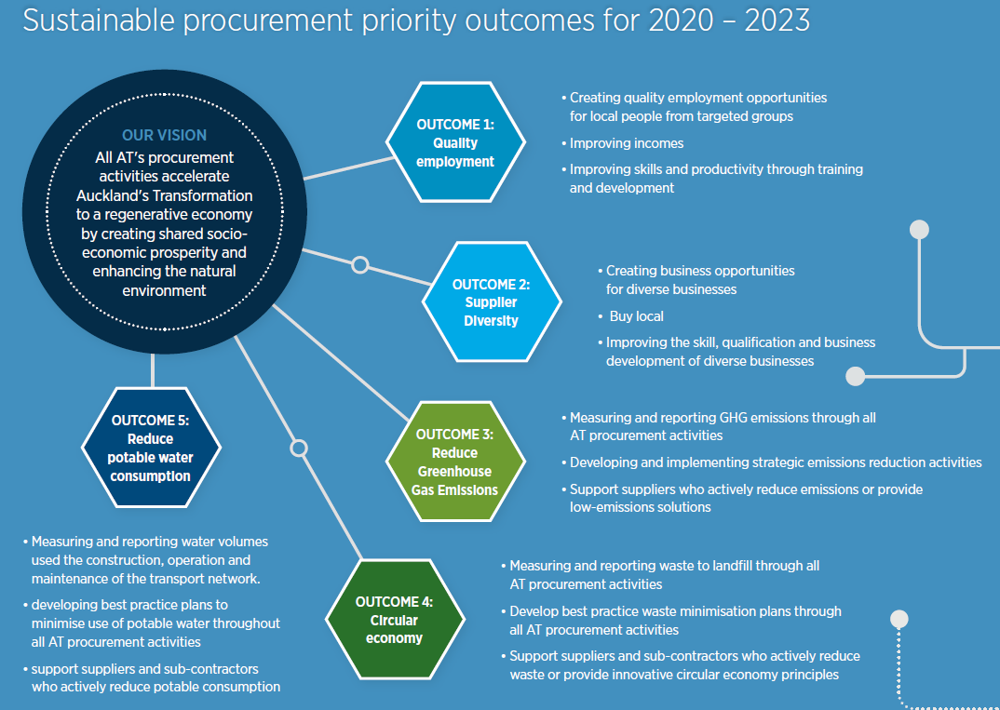 Sustainable procurement priority outcomes for 2020 – 2023
OUR VISION
All AT's procurement
activities accelerate
Auckland's Transformation
to a regenerative economy
by creating shared socio-
economic prosperity and
enhancing the natural
environment
OUTCOME 1:
Quality
employment
• Creating quality employment opportunities
for local people from targeted groups
• Improving incomes
• Improving skills and productivity through training
and development
OUTCOME 2:
Supplier
Diversity
• Creating business opportunities
for diverse businesses
• Buy local
• Improving the skill, qualification and business
development of diverse businesses
OUTCOME 3:
Reduce
Greenhouse
Gas Emissions
• Measuring and reporting GHG emissions through all
AT procurement activities
• Developing and implementing strategic emissions reduction activities
• Support suppliers who actively reduce emissions or provide
low-emissions solutions
OUTCOME 4:
Circular
economy
• Measuring and reporting waste to landfill through all
AT procurement activities
• Develop best practice waste minimisation plans through
all AT procurement activities
• Support suppliers and sub-contractors who actively reduce
waste or provide innovative circular economy principles
OUTCOME 5:
Reduce
potable water
consumption
• Measuring and reporting water volumes
used the construction, operation and
maintenance of the transport network.
• developing best practice plans to
minimise use of potable water throughout
all AT procurement activities
• support suppliers and sub-contractors
who actively reduce potable consumption